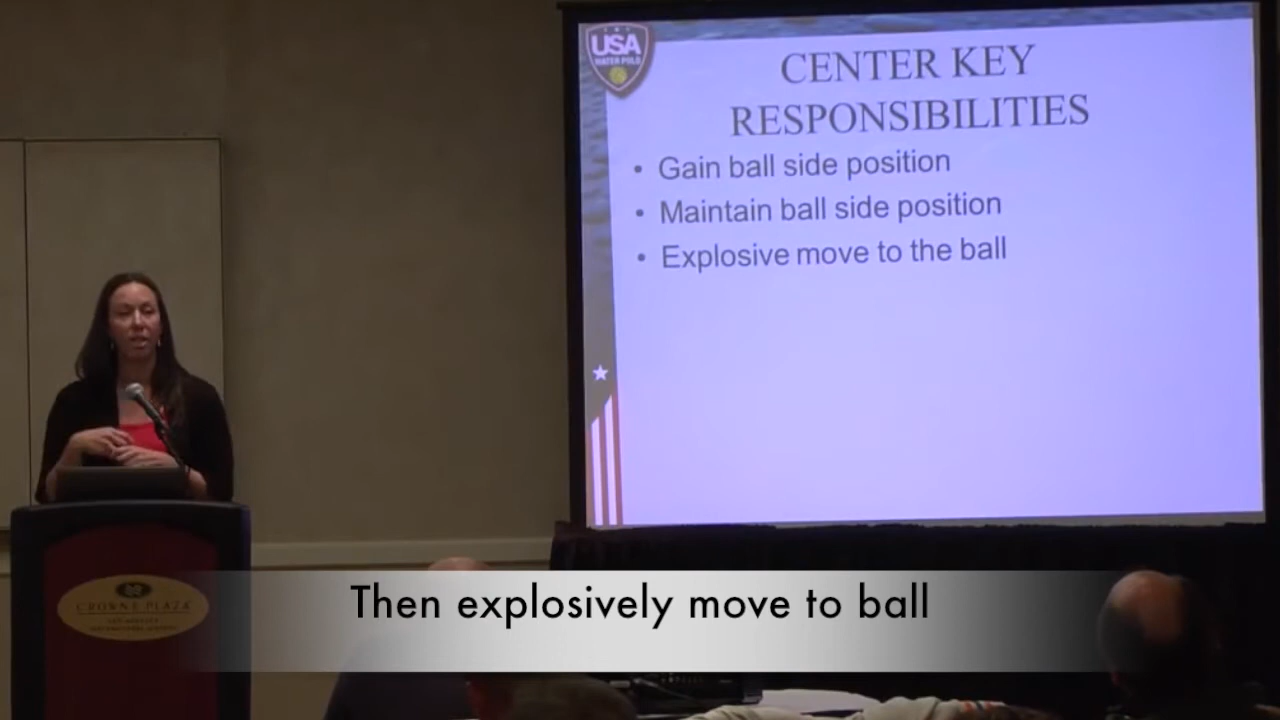 USA
WATER POLO
CENTER KEY
RESPONSIBILITIES
• Gain ball side position
• Maintain ball side position
• Explosive move to the ball
CROWNE PLAZA
Then explosively move to ball